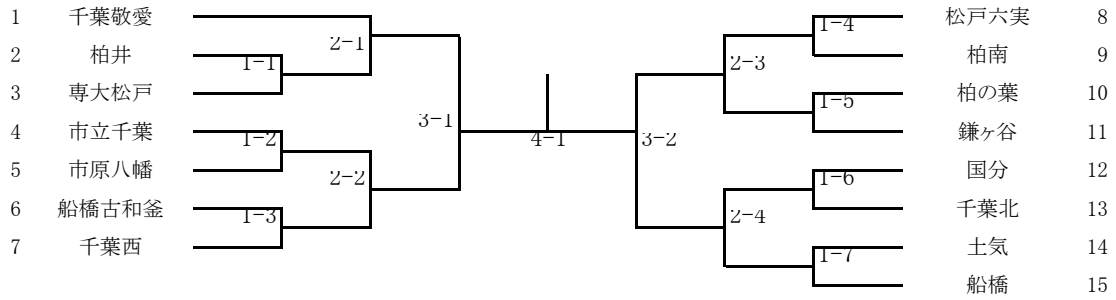 1 千葉敬愛
2 柏井
3 専大松戸
4 市立千葉
5 市原八幡
6 船橋古和釜
7 千葉西
1-1
1-2
1-3
2-1
2-2
3-1
4-1
3-2
2-3
2-4
1-4
1-5
1-6
1-7
松戸六実 8
柏南 9
柏の葉 10
鎌ヶ谷 11
国分 12
千葉北 13
土気 14
船橋 15